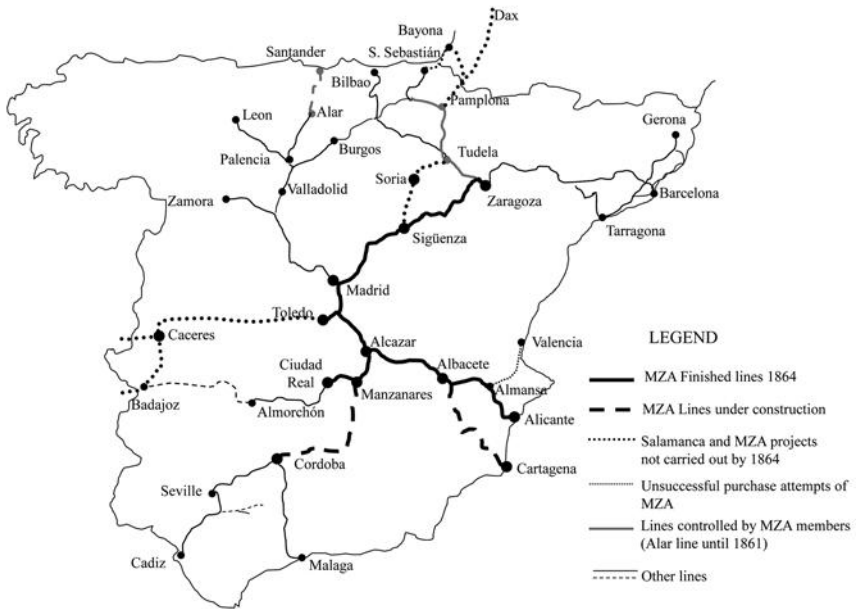 Dax
Bayona
Santander
S. Sebastián
Bilbao
Pamplona
Leon
Alar
Gerona
Burgos
Tudela
Palencia
Soria
Valladolid
Barcelona
Zamora
Zaragoza
Tarragona
Sigüenza
Madrid
Toledo
Caceres
Alcazar
Valencia
Ciudad
Real
Albacete
Manzanares
Almansa
Badajoz
Almorchón
Alicante
Cordoba
Cartagena
Seville
Cadiz
Malaga
LEGEND
MZA Finished lines 1864
MZA Lines under construction
Salamanca and MZA projects
not carried out by 1864
Unsuccessful purchase attempts of
MZA
Lines controlled by MZA members
(Alar line until 1861)
Other lines